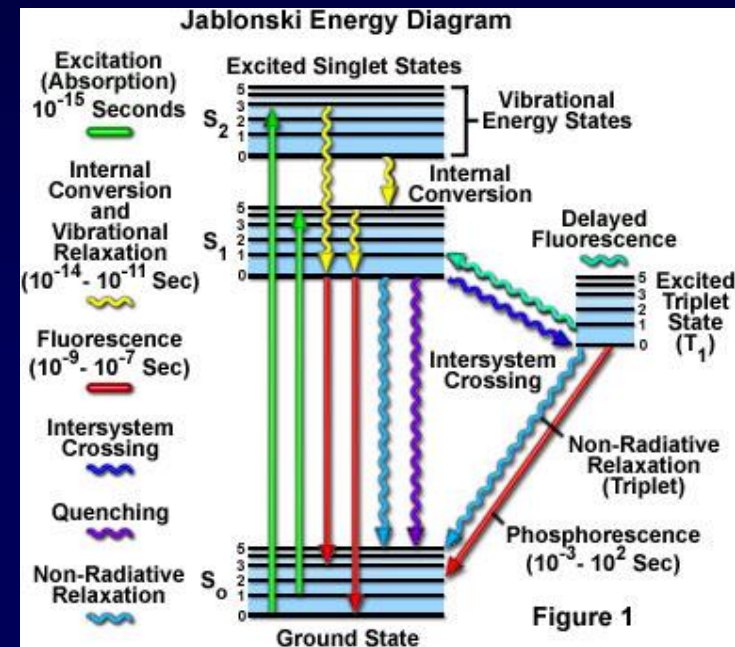 Jablonski Energy Diagram
Excitation
(Absorption)
10⁻¹⁵ Seconds
Internal
Conversion
and
Vibrational
Relaxation
(10⁻¹⁴ - 10⁻¹¹ Sec)
Fluorescence
(10⁻⁹ - 10⁻⁷ Sec)
Intersystem
Crossing
Quenching
Non-Radiative
Relaxation
Excited Singlet States
S₂
5
3
2
1
0
Vibrational
Energy States
Internal
Conversion
S₁
5
3
2
1
0
Delayed
Fluorescence
5
3
2
1
0
Excited
Triplet
State
(T₁)
Intersystem
Crossing
Non-Radiative
Relaxation
(Triplet)
Phosphorescence
(10⁻³ - 10² Sec)
S₀
5
3
2
1
0
Ground State
Figure 1